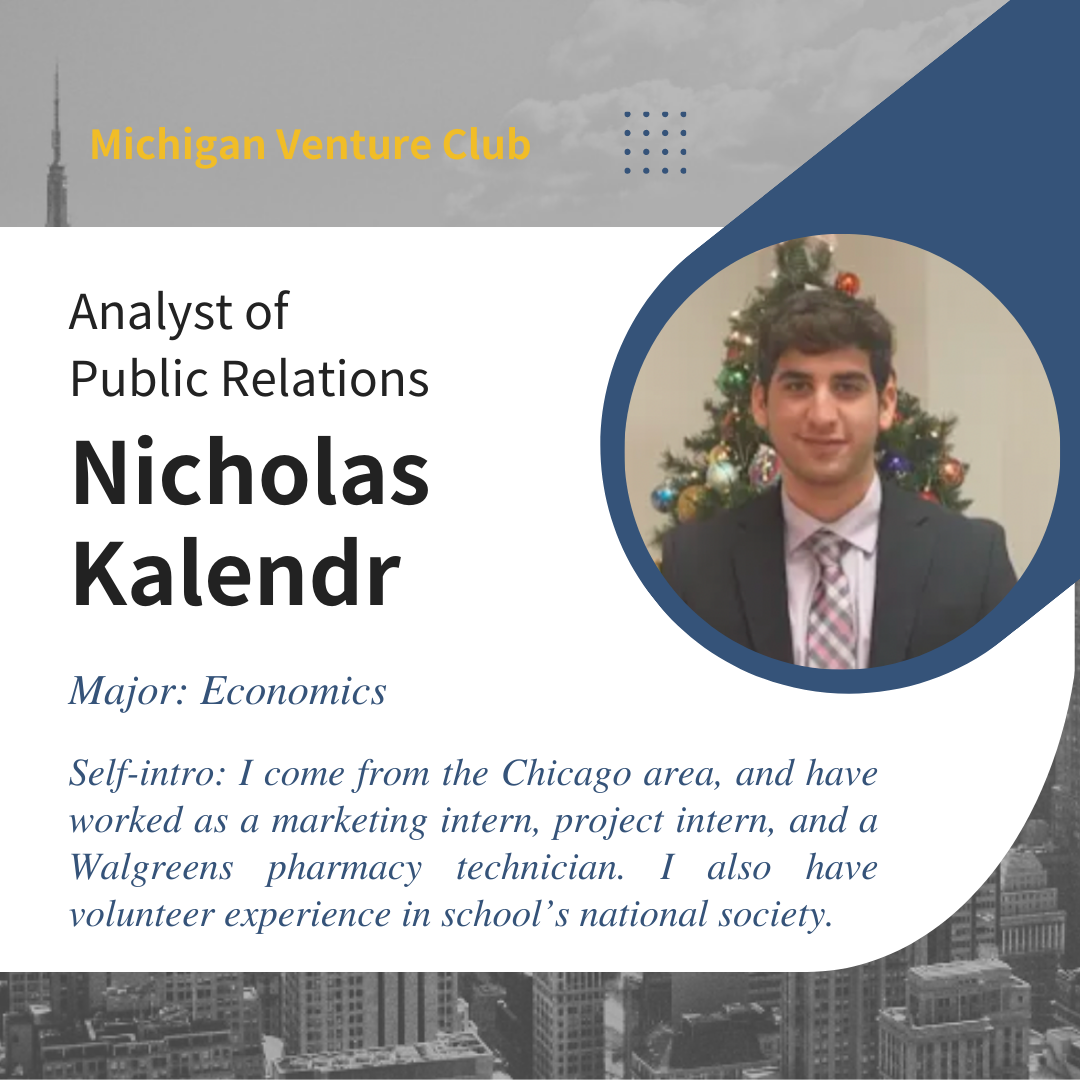 Michigan Venture Club
Analyst of
Public Relations
Nicholas
Kalendr
Major: Economics
Self-intro: I come from the Chicago area, and have
worked as a marketing intern, project intern, and a
Walgreens pharmacy technician. I also have
volunteer experience in school’s national society.